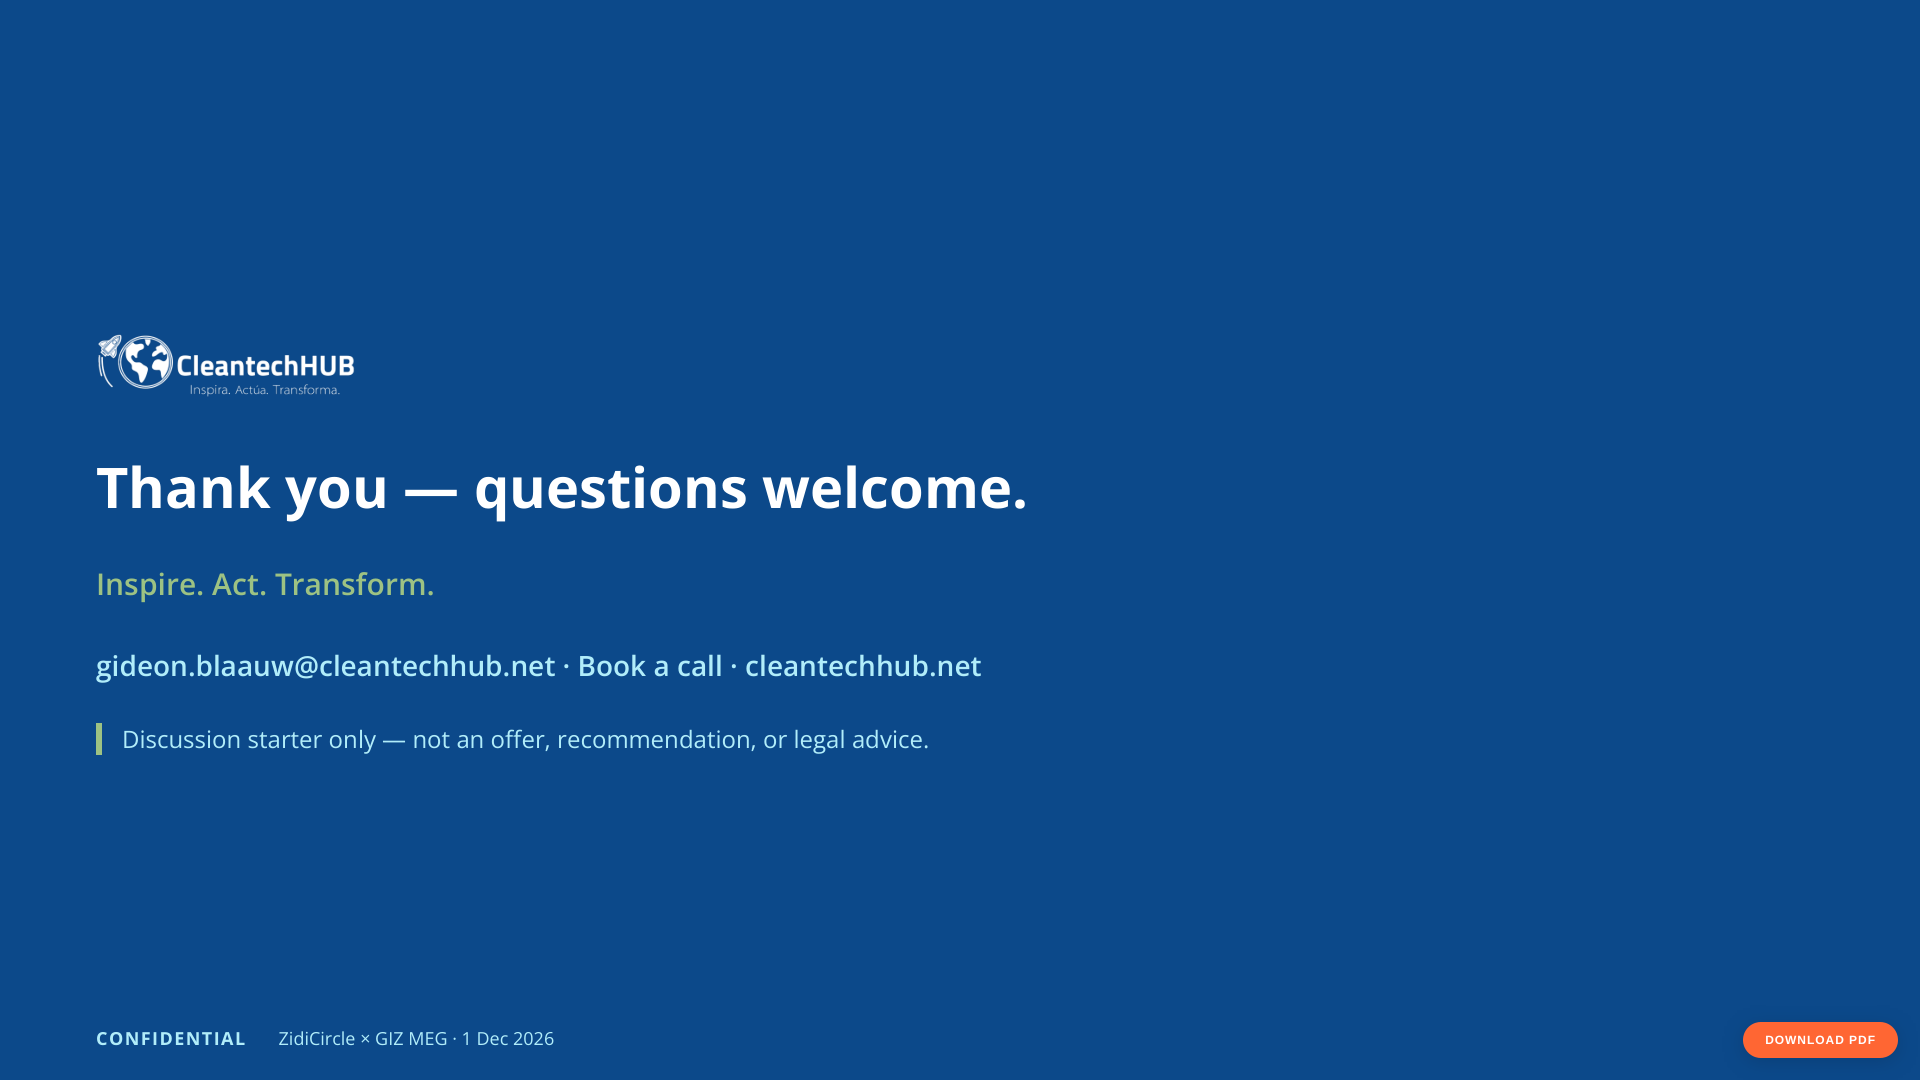 CleantechHUB
Inspira. Actúa. Transforma.
Thank you — questions welcome.
Inspire. Act. Transform.
gideon.blaauw@cleantechhub.net · Book a call · cleantechhub.net
Discussion starter only — not an offer, recommendation, or legal advice.
CONFIDENTIAL ZidiCircle × GIZ MEG · 1 Dec 2026
DOWNLOAD PDF